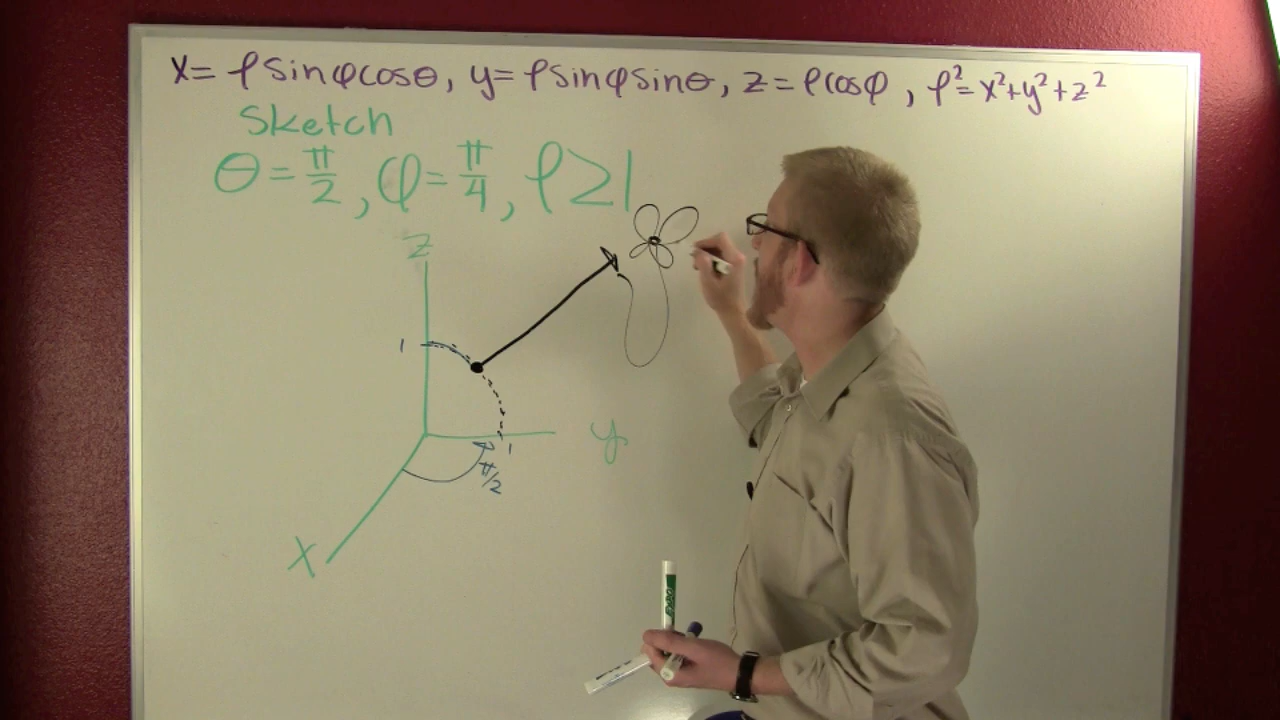 x = ρ sin φ cos θ, y = ρ sin φ sin θ, z = ρ cos φ, ρ² = x² + y² + z²
Sketch
θ = π/2, φ = π/4, ρ ≥ 1
z
1
y
1
π/2
x